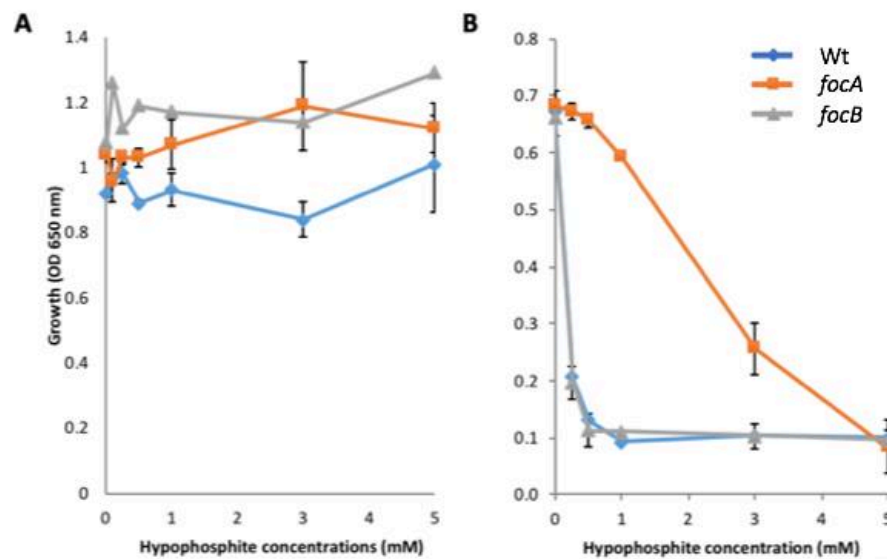 A
1.4
1.2
1
0.8
0.6
0.4
0.2
0
Growth (OD 650 nm)
0 1 2 3 4 5
Hypophosphite concentrations (mM)
B
0.8
0.7
0.6
0.5
0.4
0.3
0.2
0.1
0.0
0 1 2 3 4 5
Hypophosphite concentration (mM)
Wt
focA
focB